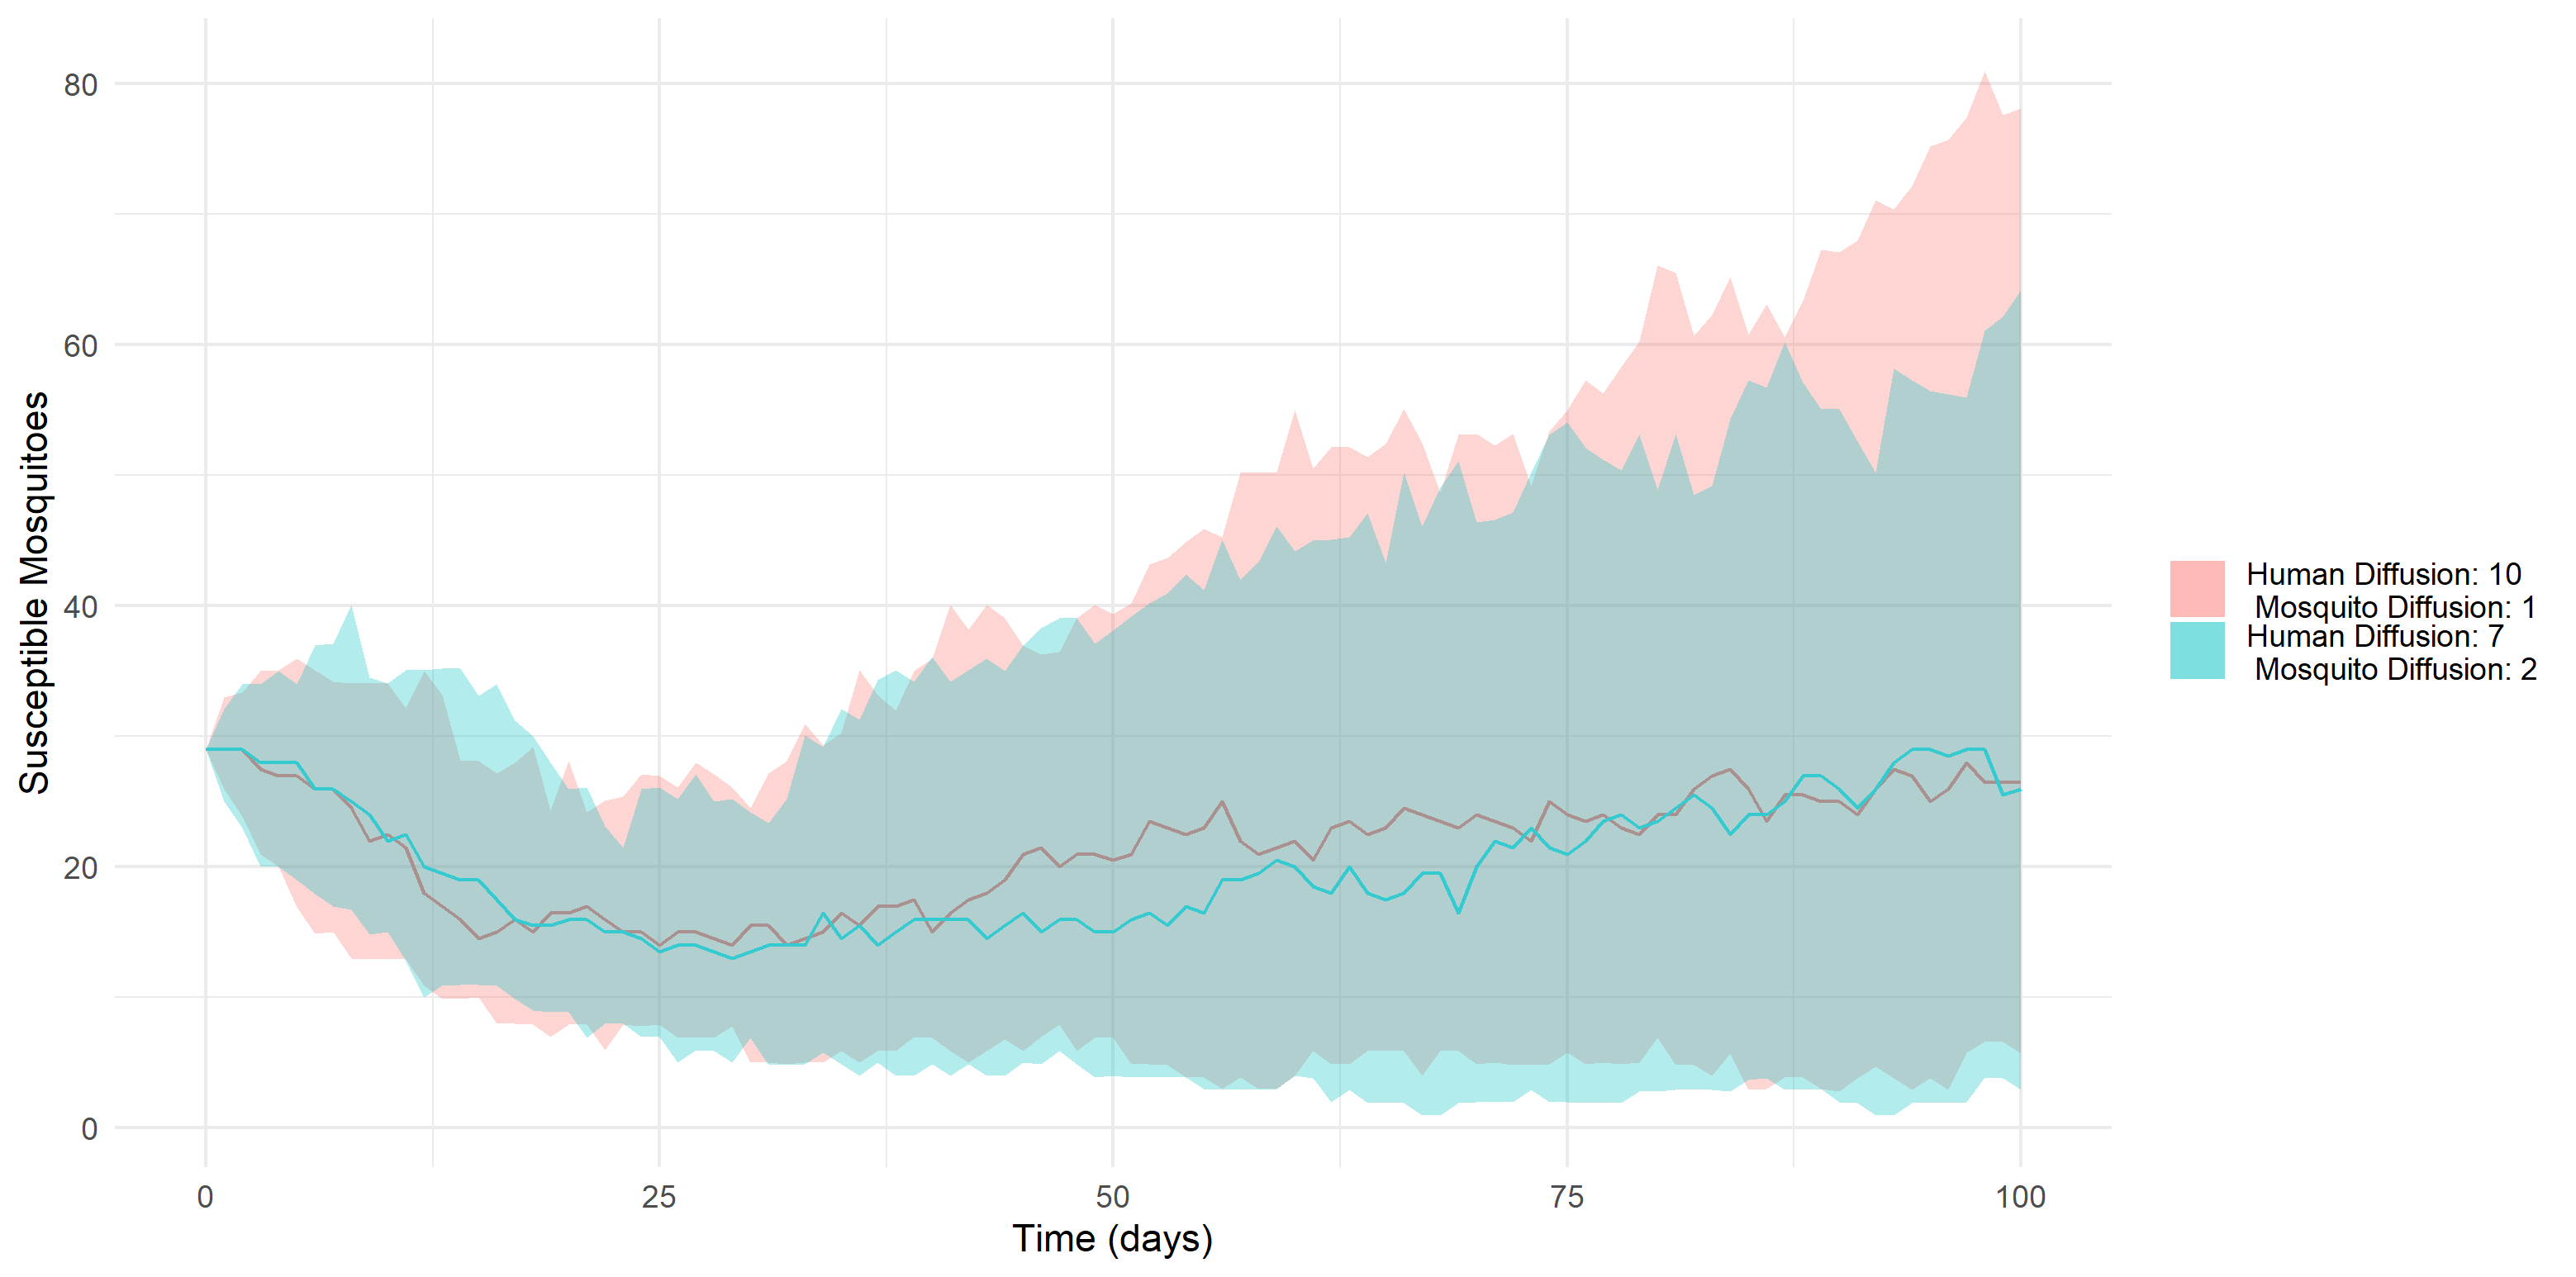 Susceptible Mosquitoes
80
60
40
20
0
0
25
50
75
100
Time (days)
Human Diffusion: 10
Mosquito Diffusion: 1
Human Diffusion: 7
Mosquito Diffusion: 2